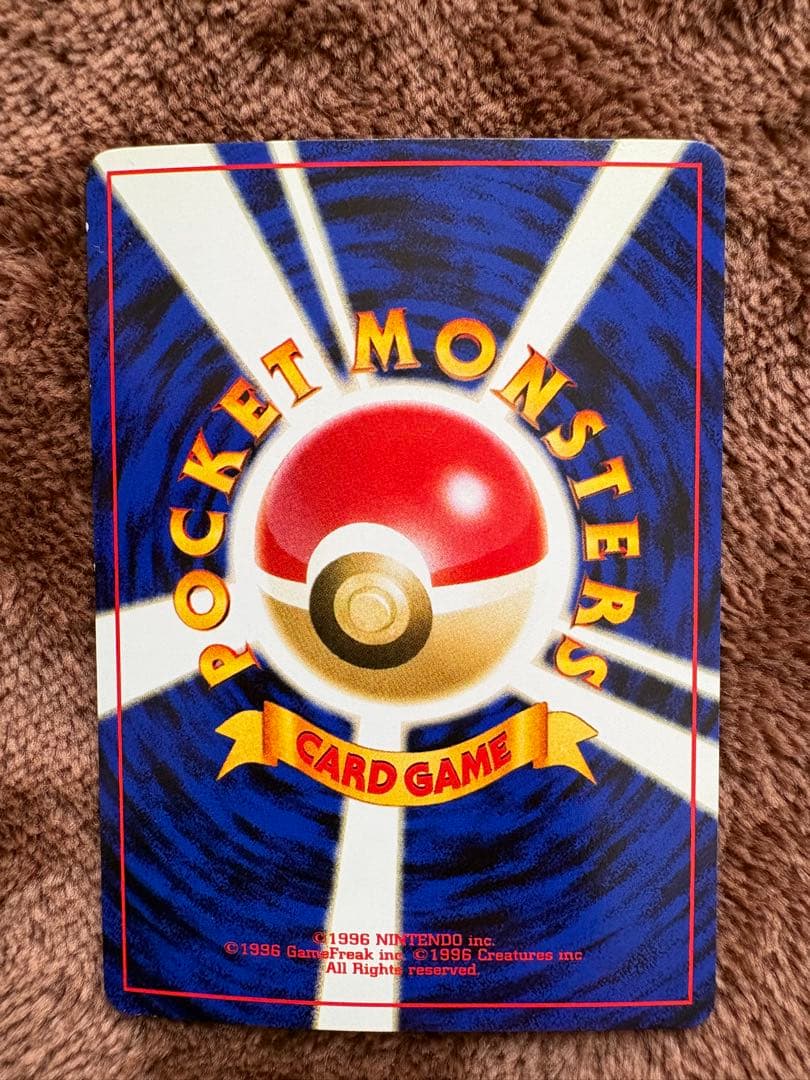 POCKET MONSTERS
CARD GAME
©1996 NINTENDO inc.
©1996 GameFreak inc. ©1996 Creatures inc
All Rights reserved.